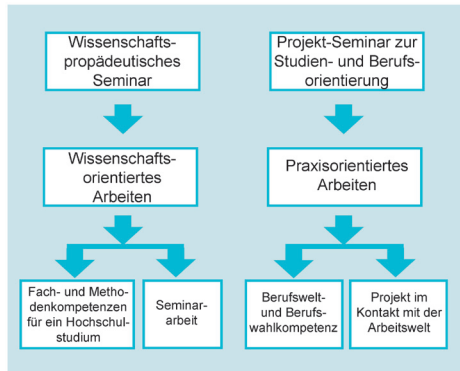 Wissenschafts-
propädeutisches
Seminar
Projekt-Seminar zur
Studien- und Berufs-
orientierung
Wissenschafts-
orientiertes
Arbeiten
Praxisorientiertes
Arbeiten
Fach- und Metho-
denkompetenzen
für ein Hochschul-
studium
Seminar-
arbeit
Berufswelt-
und Berufs-
wahlkompetenz
Projekt im
Kontakt mit der
Arbeitswelt